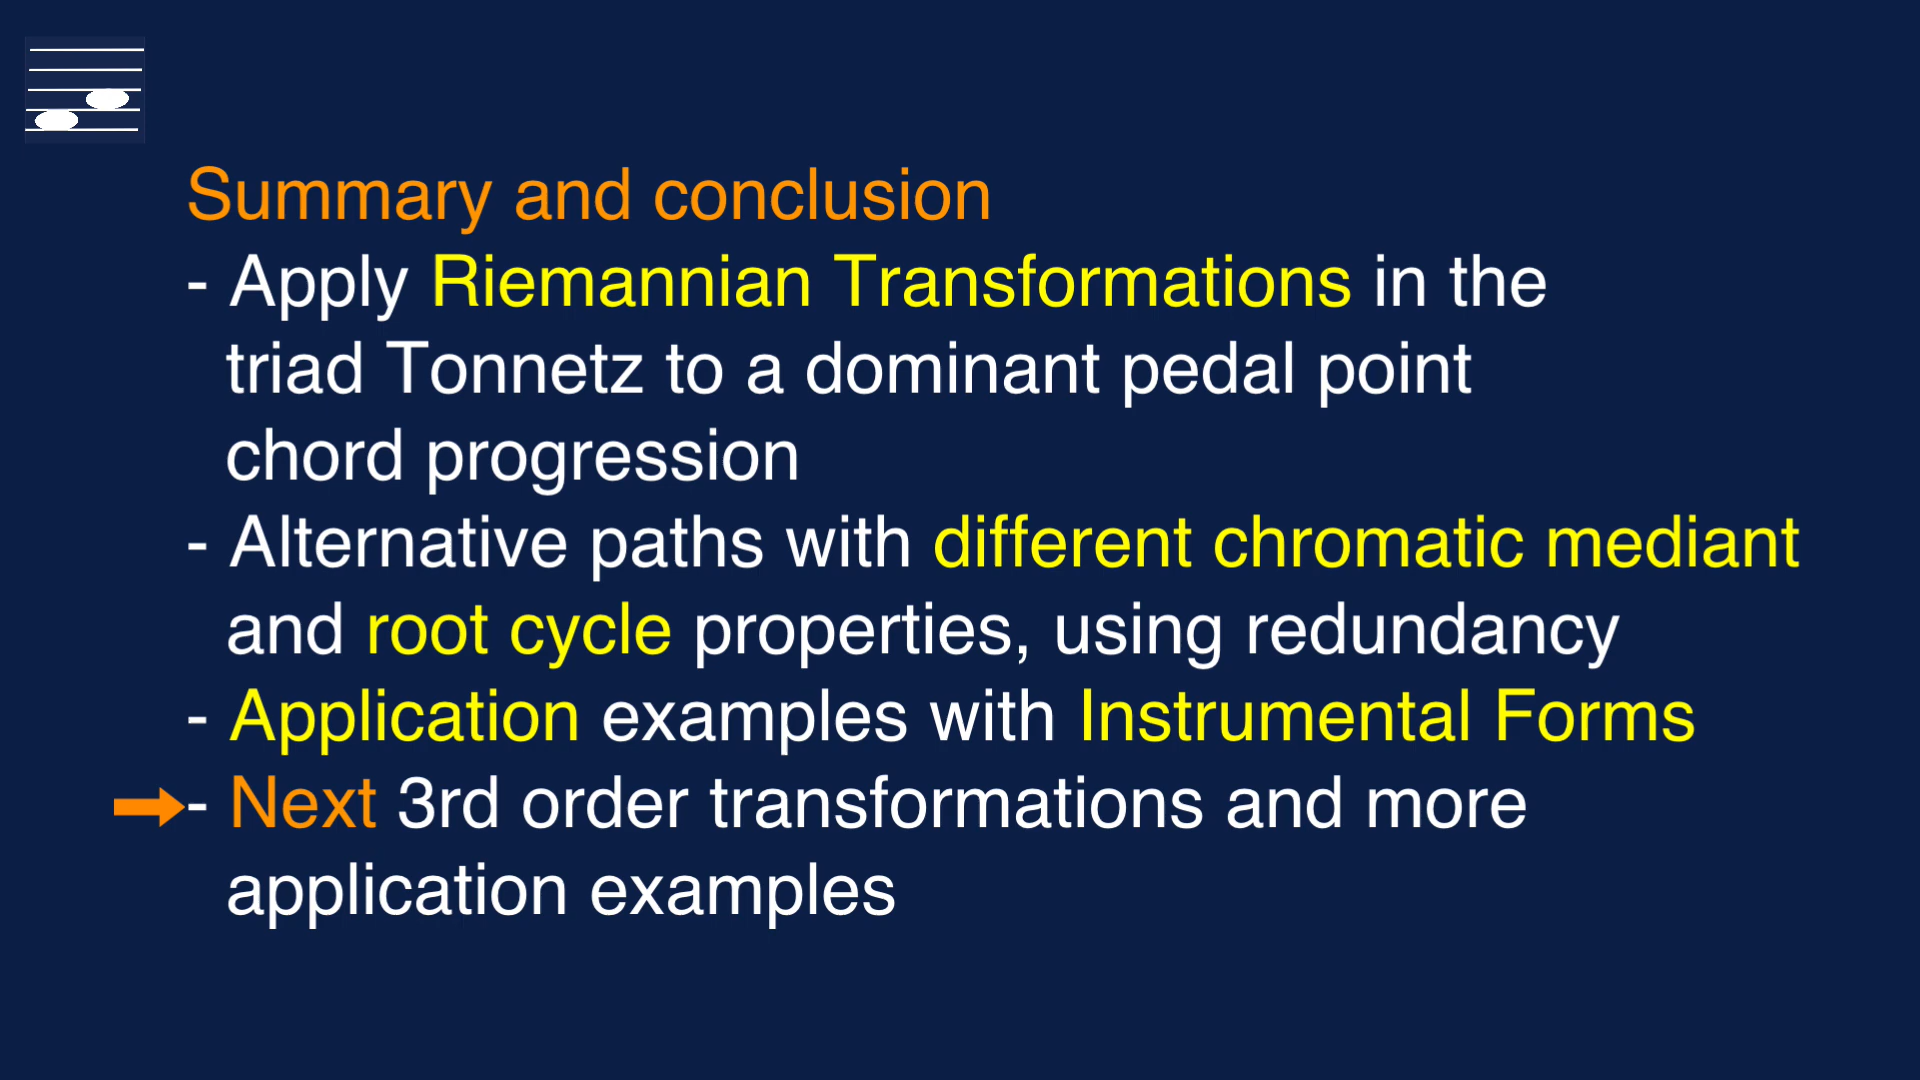 Summary and conclusion
- Apply Riemannian Transformations in the
triad Tonnetz to a dominant pedal point
chord progression
- Alternative paths with different chromatic mediant
and root cycle properties, using redundancy
- Application examples with Instrumental Forms
- Next 3rd order transformations and more
application examples